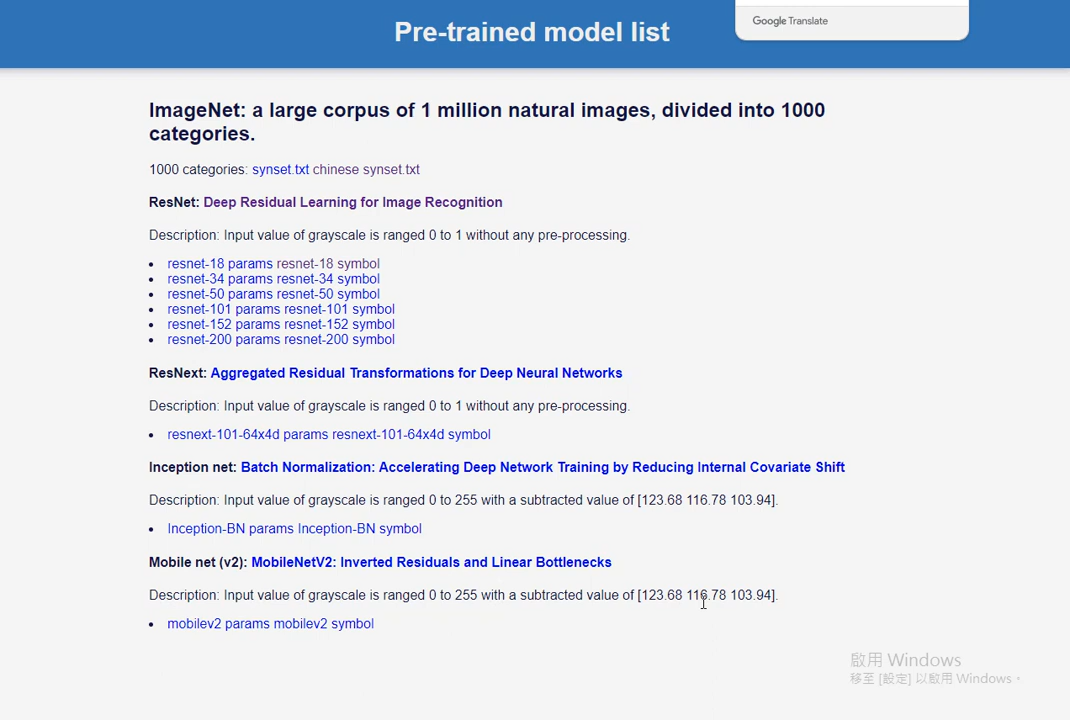 Pre-trained model list
Google Translate
ImageNet: a large corpus of 1 million natural images, divided into 1000
categories.
1000 categories: synset.txt chinese synset.txt
ResNet: Deep Residual Learning for Image Recognition
Description: Input value of grayscale is ranged 0 to 1 without any pre-processing.
resnet-18 params resnet-18 symbol
resnet-34 params resnet-34 symbol
resnet-50 params resnet-50 symbol
resnet-101 params resnet-101 symbol
resnet-152 params resnet-152 symbol
resnet-200 params resnet-200 symbol
ResNext: Aggregated Residual Transformations for Deep Neural Networks
Description: Input value of grayscale is ranged 0 to 1 without any pre-processing.
resnext-101-64x4d params resnext-101-64x4d symbol
Inception net: Batch Normalization: Accelerating Deep Network Training by Reducing Internal Covariate Shift
Description: Input value of grayscale is ranged 0 to 255 with a subtracted value of [123.68 116.78 103.94].
Inception-BN params Inception-BN symbol
Mobile net (v2): MobileNetV2: Inverted Residuals and Linear Bottlenecks
Description: Input value of grayscale is ranged 0 to 255 with a subtracted value of [123.68 116.78 103.94].
mobilev2 params mobilev2 symbol
啟用 Windows
移至 [設定] 以啟用 Windows。